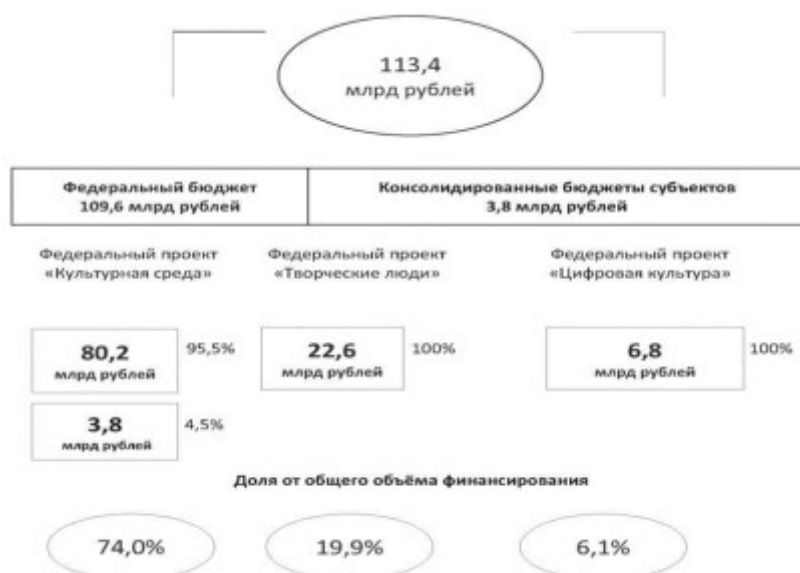 113,4
млрд рублей
Федеральный бюджет
109,6 млрд рублей
Консолидированные бюджеты субъектов
3,8 млрд рублей
Федеральный проект
«Культурная среда»
Федеральный проект
«Творческие люди»
Федеральный проект
«Цифровая культура»
80,2
млрд рублей
95,5%
22,6
млрд рублей
100%
6,8
млрд рублей
100%
3,8
млрд рублей
4,5%
Доля от общего объёма финансирования
74,0%
19,9%
6,1%